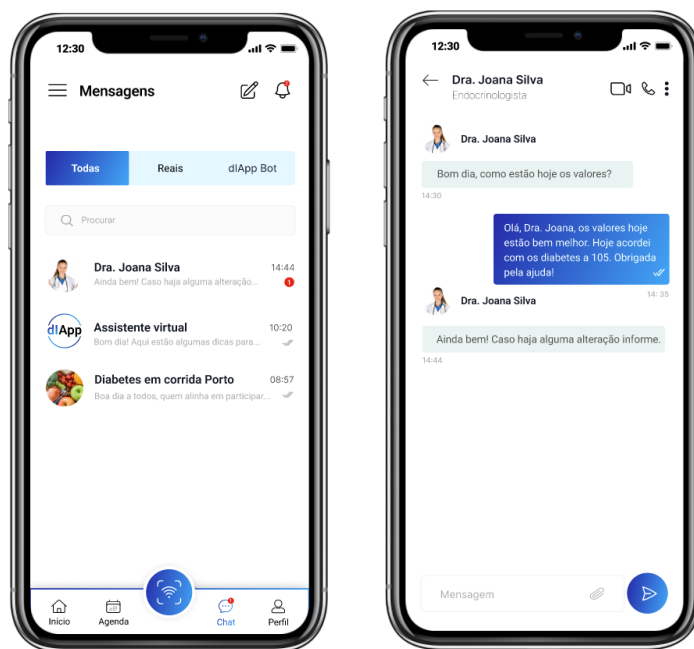 12:30
Mensagens
Todas
Reais
dIApp Bot
Procurar
Dra. Joana Silva
14:44
Ainda bem! Caso haja alguma alteração...
1
dIApp
Assistente virtual
10:20
Bom dia! Aqui estão algumas dicas para...
Diabetes em corrida Porto
08:57
Boa dia a todos, quem alinha em participar...
Início
Agenda
Chat
Perfil
12:30
Dra. Joana Silva
Endocrinologista
Dra. Joana Silva
Bom dia, como estão hoje os valores?
14:30
Olá, Dra. Joana, os valores hoje
estão bem melhor. Hoje acordei
com os diabetes a 105. Obrigada
pela ajuda!
14: 35
Dra. Joana Silva
Ainda bem! Caso haja alguma alteração informe.
14:44
Mensagem